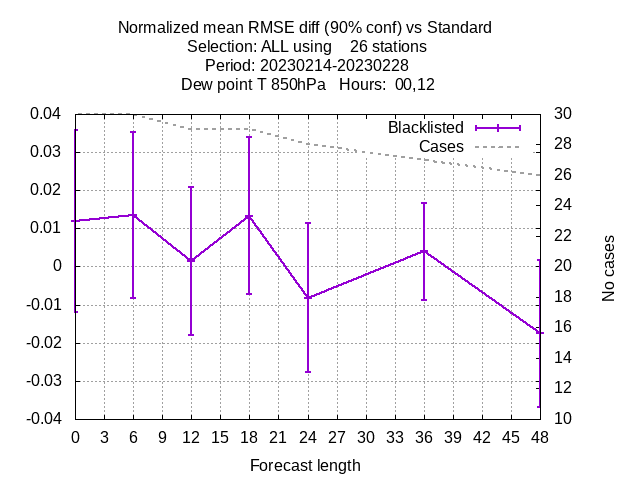 Normalized mean RMSE diff (90% conf) vs Standard
Selection: ALL using    26 stations
Period: 20230214-20230228
Dew point T 850hPa   Hours:  00,12
Blacklisted
Cases
0.04
0.03
0.02
0.01
0
-0.01
-0.02
-0.03
-0.04
30
28
26
24
22
20
18
16
14
12
10
No cases
0 3 6 9 12 15 18 21 24 27 30 33 36 39 42 45 48
Forecast length